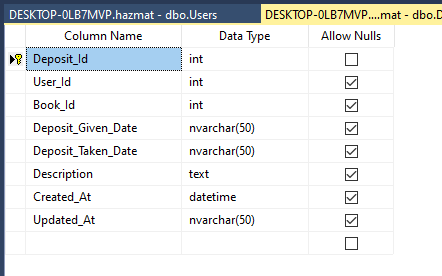 DESKTOP-0LB7MVP.hazmat - dbo.Users DESKTOP-0LB7MVP....mat - dbo.D
Column Name Data Type Allow Nulls
Deposit_Id int
User_Id int
Book_Id int
Deposit_Given_Date nvarchar(50)
Deposit_Taken_Date nvarchar(50)
Description text
Created_At datetime
Updated_At nvarchar(50)